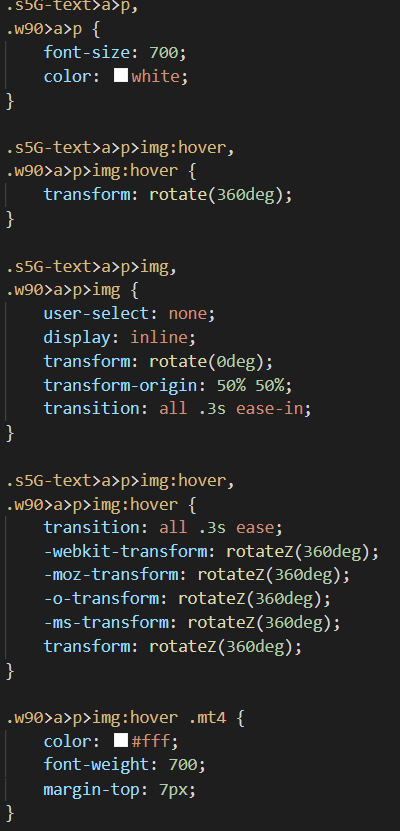 .s5G-text>a>p,
.w90>a>p {
    font-size: 700;
    color: white;
}

.s5G-text>a>p>img:hover,
.w90>a>p>img:hover {
    transform: rotate(360deg);
}

.s5G-text>a>p>img,
.w90>a>p>img {
    user-select: none;
    display: inline;
    transform: rotate(0deg);
    transform-origin: 50% 50%;
    transition: all .3s ease-in;
}

.s5G-text>a>p>img:hover,
.w90>a>p>img:hover {
    transition: all .3s ease;
    -webkit-transform: rotateZ(360deg);
    -moz-transform: rotateZ(360deg);
    -o-transform: rotateZ(360deg);
    -ms-transform: rotateZ(360deg);
    transform: rotateZ(360deg);
}

.w90>a>p>img:hover .mt4 {
    color: #fff;
    font-weight: 700;
    margin-top: 7px;
}